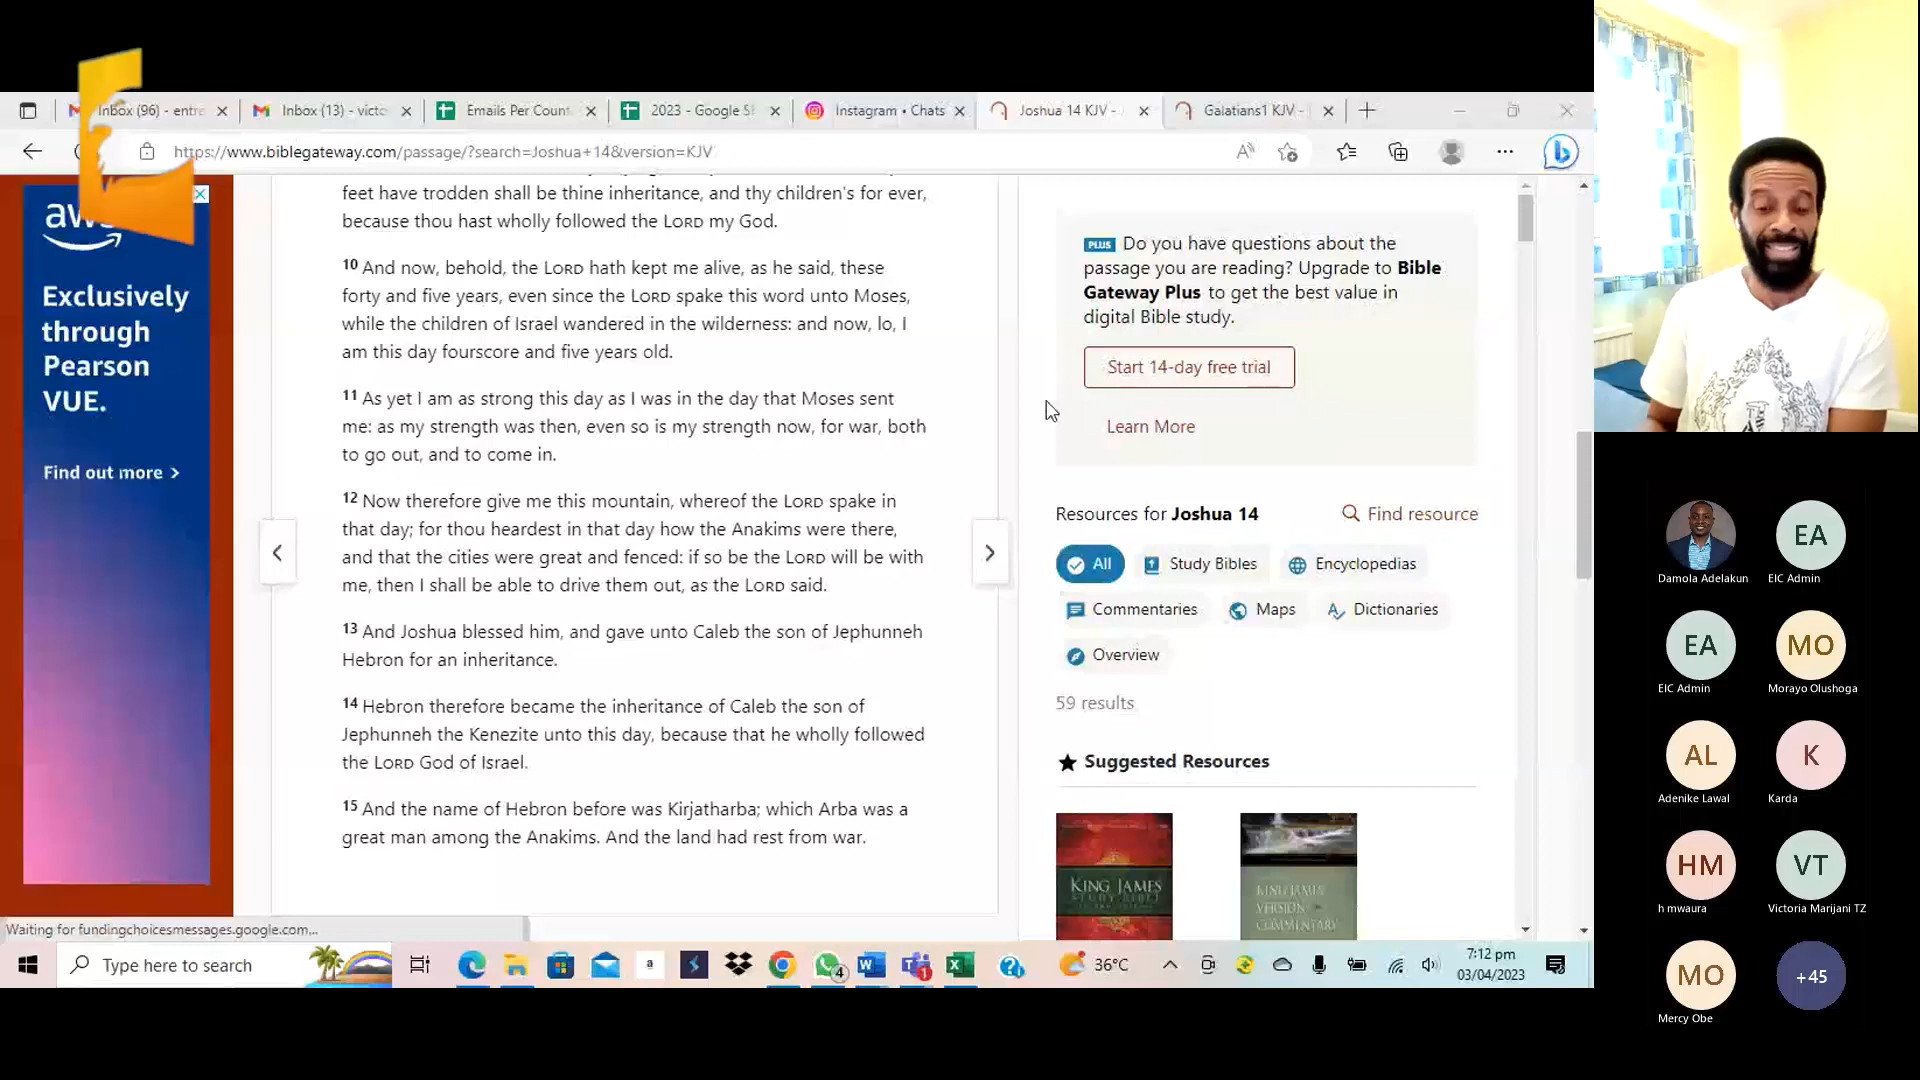 Inbox (96) - entre
Inbox (13) - victo
Emails Per Count
2023 - Google S
Instagram • Chats
Joshua 14 KJV -
Galatians1 KJV -
https://www.biblegateway.com/passage/?search=Joshua+14&version=KJV
aws
Exclusively
through
Pearson
VUE.
Find out more >
feet have trodden shall be thine inheritance, and thy children's for ever,
because thou hast wholly followed the LORD my God.
10 And now, behold, the LORD hath kept me alive, as he said, these
forty and five years, even since the LORD spake this word unto Moses,
while the children of Israel wandered in the wilderness: and now, lo, I
am this day fourscore and five years old.
11 As yet I am as strong this day as I was in the day that Moses sent
me: as my strength was then, even so is my strength now, for war, both
to go out, and to come in.
12 Now therefore give me this mountain, whereof the LORD spake in
that day; for thou heardest in that day how the Anakims were there,
and that the cities were great and fenced: if so be the LORD will be with
me, then I shall be able to drive them out, as the LORD said.
13 And Joshua blessed him, and gave unto Caleb the son of Jephunneh
Hebron for an inheritance.
14 Hebron therefore became the inheritance of Caleb the son of
Jephunneh the Kenezite unto this day, because that he wholly followed
the LORD God of Israel.
15 And the name of Hebron before was Kirjatharba; which Arba was a
great man among the Anakims. And the land had rest from war.
PLUS Do you have questions about the
passage you are reading? Upgrade to Bible
Gateway Plus to get the best value in
digital Bible study.
Start 14-day free trial
Learn More
Resources for Joshua 14
Find resource
All
Study Bibles
Encyclopedias
Commentaries
Maps
Dictionaries
Overview
59 results
Suggested Resources
KING JAMES
STUDY BIBLE
KING JAMES
VERSION
COMMENTARY
Waiting for fundingchoicesmessages.google.com...
Type here to search
36°C
7:12 pm
03/04/2023
Damola Adelakun
EA
EIC Admin
EA
EIC Admin
MO
Morayo Olushoga
AL
Adenike Lawal
K
Karda
HM
h mwaura
VT
Victoria Marijani TZ
MO
Mercy Obe
+45